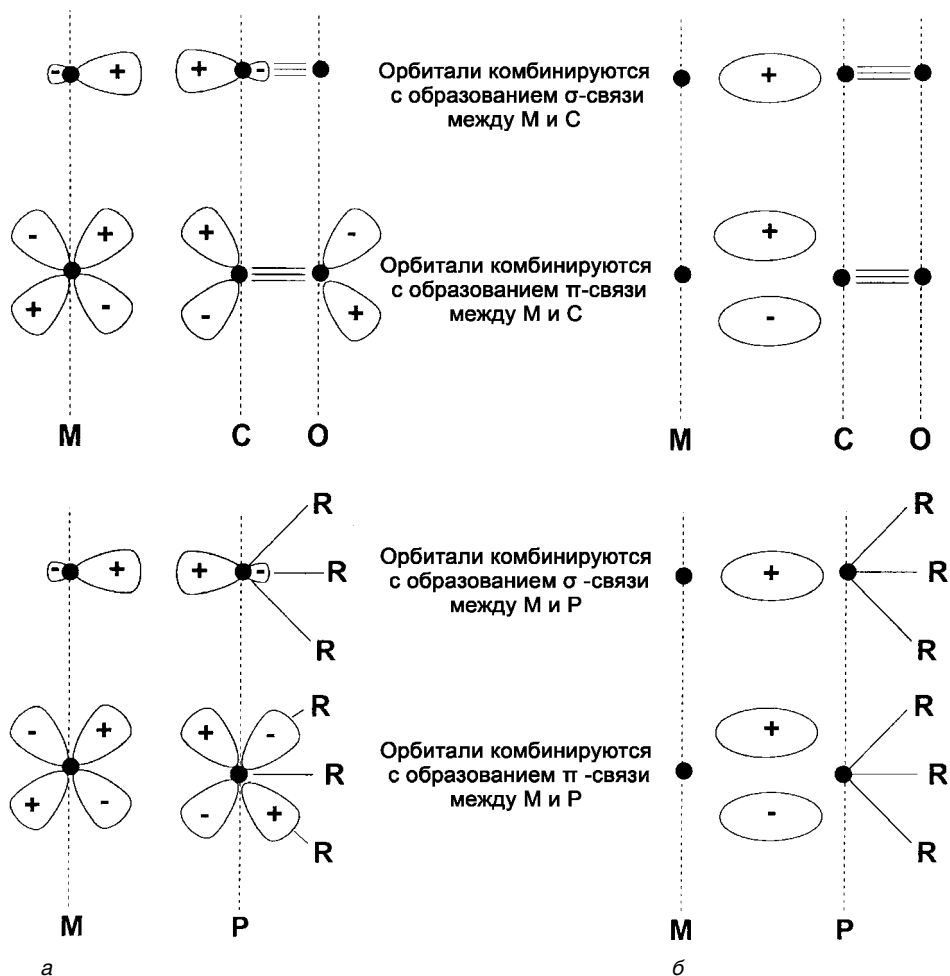 - + + - + Орбитали комбинируются
с образованием σ-связи
между М и С
- + + - + -
+ - - + Орбитали комбинируются
с образованием π-связи
между М и С
M C O M C O
R R
- + + - R Орбитали комбинируются + R
с образованием σ -связи
между М и Р
R R
R R
- + + - + R R
+ - - + Орбитали комбинируются -
с образованием π -связи
между М и Р
R R
M P M P
а б